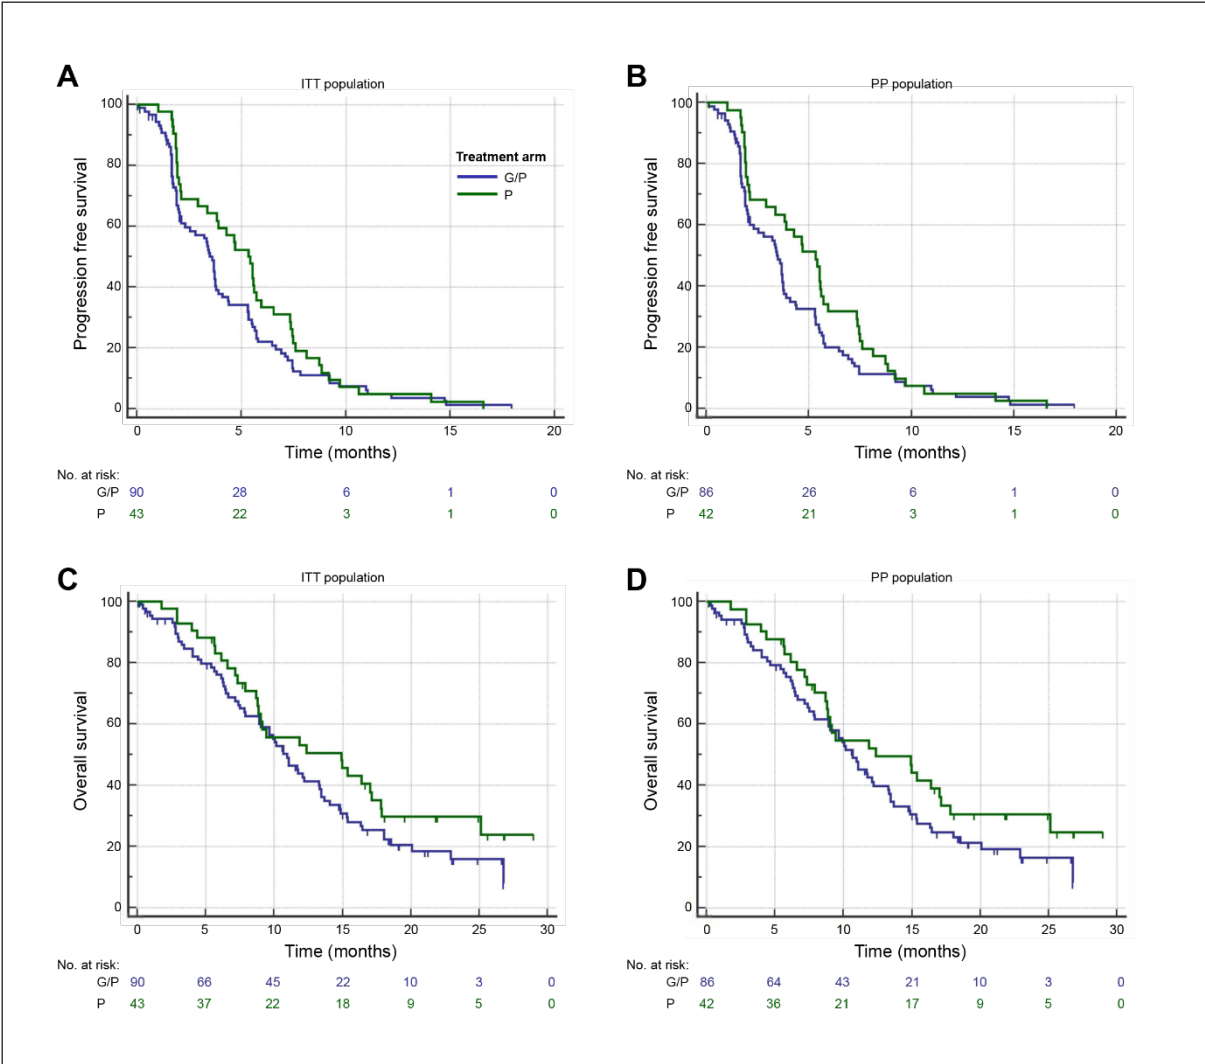 A
ITT population
Progression free survival
100
80
60
40
20
0
Treatment arm
G/P
P
0 5 10 15 20
Time (months)
No. at risk:
G/P 90 28 6 1 0
P 43 22 3 1 0
B
PP population
Progression free survival
100
80
60
40
20
0
0 5 10 15 20
Time (months)
No. at risk:
G/P 86 26 6 1 0
P 42 21 3 1 0
C
ITT population
Overall survival
100
80
60
40
20
0
0 5 10 15 20 25 30
Time (months)
No. at risk:
G/P 90 66 45 22 10 3 0
P 43 37 22 18 9 5 0
D
PP population
Overall survival
100
80
60
40
20
0
0 5 10 15 20 25 30
Time (months)
No. at risk:
G/P 86 64 43 21 10 3 0
P 42 36 21 17 9 5 0